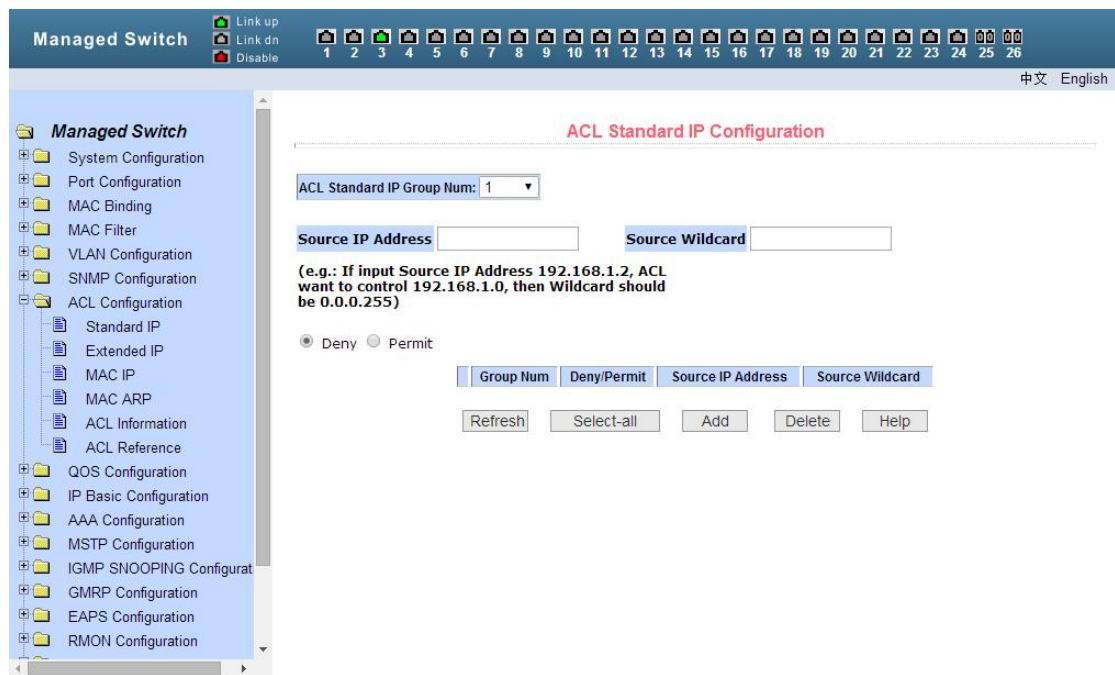 Managed Switch
Link up
Link dn
Disable
1 2 3 4 5 6 7 8 9 10 11 12 13 14 15 16 17 18 19 20 21 22 23 24 25 26
中文 English
Managed Switch
System Configuration
Port Configuration
MAC Binding
MAC Filter
VLAN Configuration
SNMP Configuration
ACL Configuration
Standard IP
Extended IP
MAC IP
MAC ARP
ACL Information
ACL Reference
QOS Configuration
IP Basic Configuration
AAA Configuration
MSTP Configuration
IGMP SNOOPING Configurat
GMRP Configuration
EAPS Configuration
RMON Configuration
ACL Standard IP Configuration
ACL Standard IP Group Num: 1
Source IP Address Source Wildcard
(e.g.: If input Source IP Address 192.168.1.2, ACL
want to control 192.168.1.0, then Wildcard should
be 0.0.0.255)
Deny Permit
Group Num Deny/Permit Source IP Address Source Wildcard
Refresh Select-all Add Delete Help